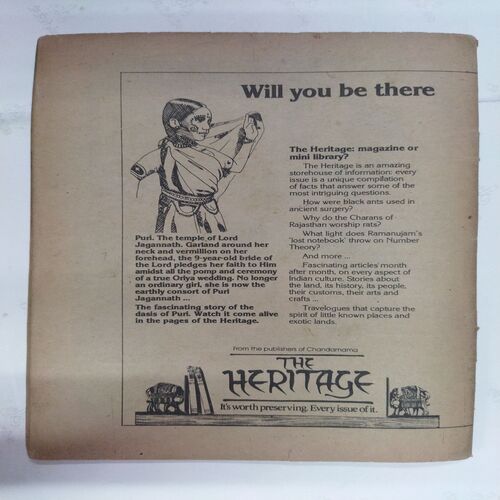 Will you be there
Puri. The temple of Lord
Jagannath. Garland around her
neck and vermillion on her
forehead, the 9-year-old bride of
the Lord pledges her faith to Him
amidst all the pomp and ceremony
of a true Oriya wedding. No longer
an ordinary girl, she is now the
earthly consort of Puri
Jagannath ...
The fascinating story of the
dasis of Puri. Watch it come alive
in the pages of the Heritage.
The Heritage: magazine or
mini library?
The Heritage is an amazing
storehouse of information: every
issue is a unique compilation
of facts that answer some of the
most intriguing questions.
How were black ants used in
ancient surgery?
Why do the Charans of
Rajasthan worship rats?
What light does Ramanujam's
'lost notebook' throw on Number
Theory?
And more ...
Fascinating articles month
after month, on every aspect of
Indian culture. Stories about
the land, its history, its people,
their customs, their arts and
crafts ...
Travelogues that capture the
spirit of little known places and
exotic lands.
From the publishers of Chandamama
THE
HERITAGE
It's worth preserving. Every issue of it.